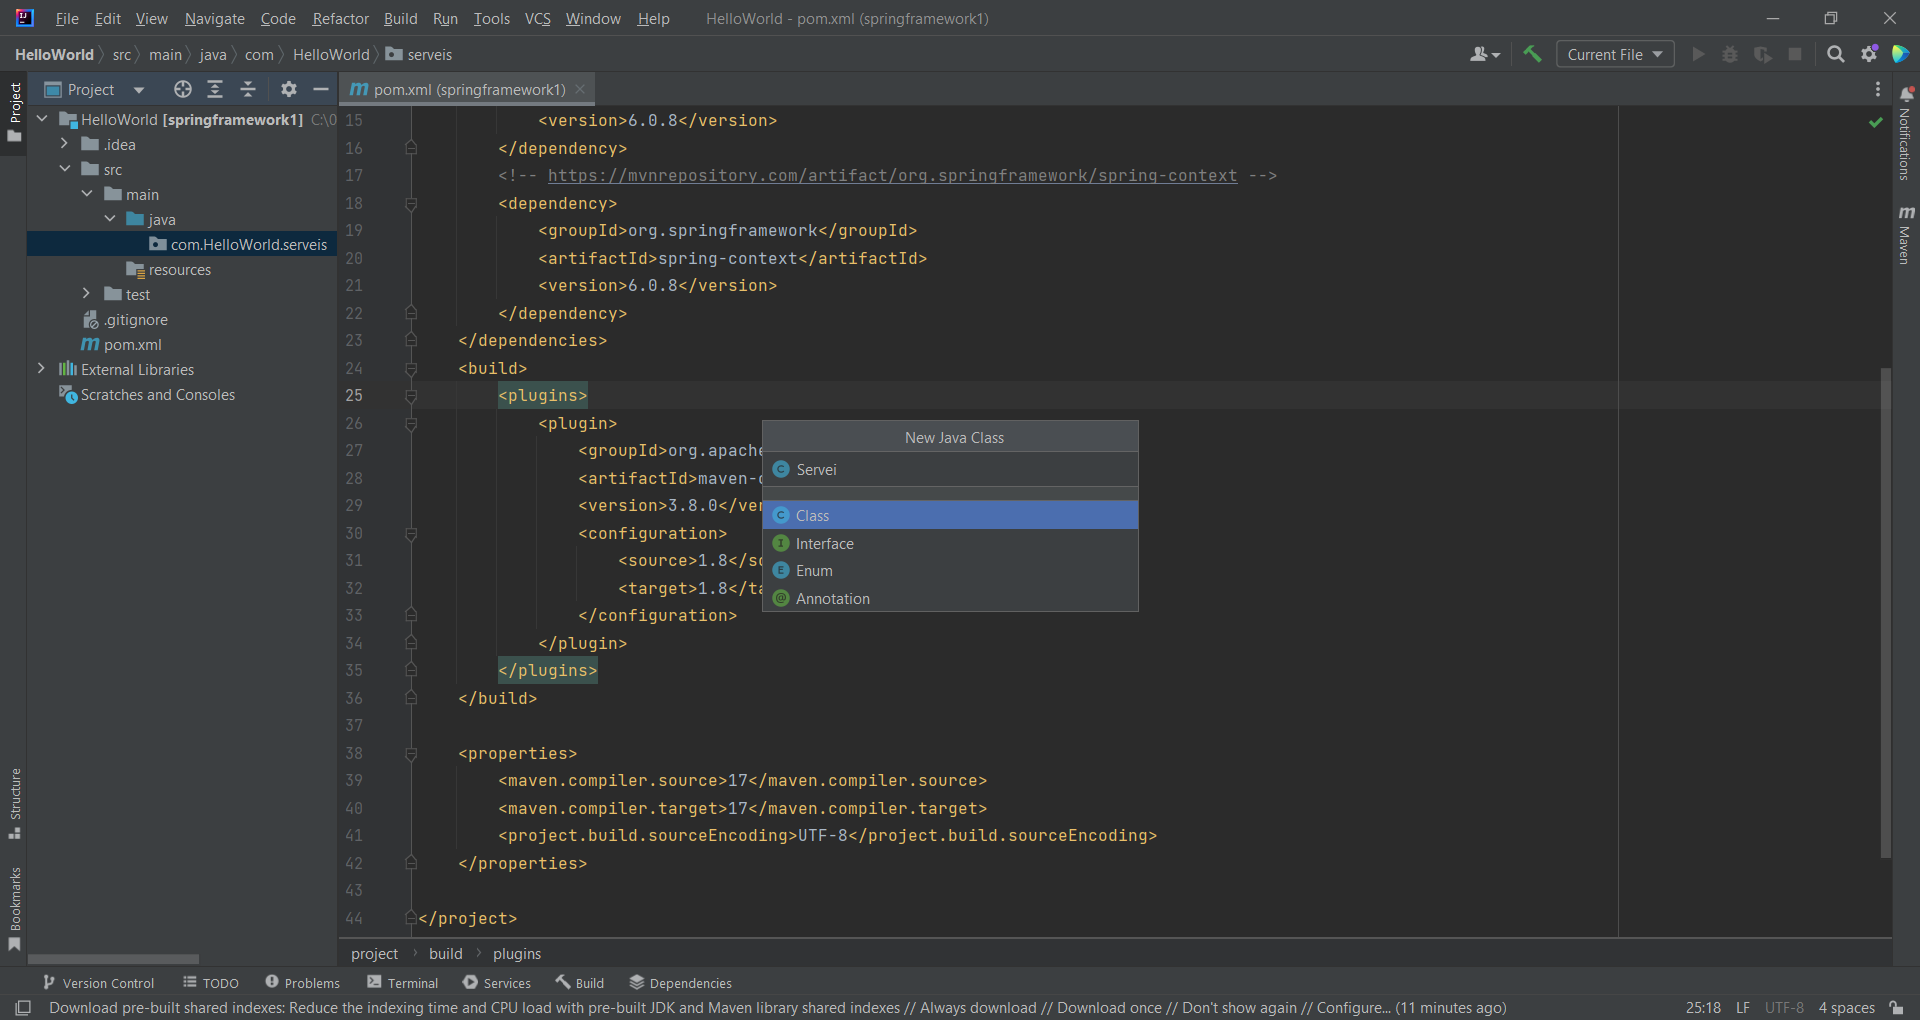 File Edit View Navigate Code Refactor Build Run Tools VCS Window Help HelloWorld - pom.xml (springframework1)
HelloWorld src main java com HelloWorld serveis Current File
Project
Project
HelloWorld [springframework1] C:\0
.idea
src
main
java
com.HelloWorld.serveis
resources
test
.gitignore
pom.xml
External Libraries
Scratches and Consoles
Structure
Bookmarks
pom.xml (springframework1)
15 <version>6.0.8</version>
16 </dependency>
17 <!-- https://mvnrepository.com/artifact/org.springframework/spring-context -->
18 <dependency>
19 <groupId>org.springframework</groupId>
20 <artifactId>spring-context</artifactId>
21 <version>6.0.8</version>
22 </dependency>
23 </dependencies>
24 <build>
25 <plugins>
26 <plugin>
27 <groupId>org.apache
28 <artifactId>maven-
29 <version>3.8.0</ver
30 <configuration>
31 <source>1.8</so
32 <target>1.8</ta
33 </configuration>
34 </plugin>
35 </plugins>
36 </build>
37
38 <properties>
39 <maven.compiler.source>17</maven.compiler.source>
40 <maven.compiler.target>17</maven.compiler.target>
41 <project.build.sourceEncoding>UTF-8</project.build.sourceEncoding>
42 </properties>
43
44 </project>
New Java Class
Servei
Class
Interface
Enum
Annotation
Notifications
Maven
project build plugins
Version Control TODO Problems Terminal Services Build Dependencies
Download pre-built shared indexes: Reduce the indexing time and CPU load with pre-built JDK and Maven library shared indexes // Always download // Download once // Don't show again // Configure... (11 minutes ago) 25:18 LF UTF-8 4 spaces